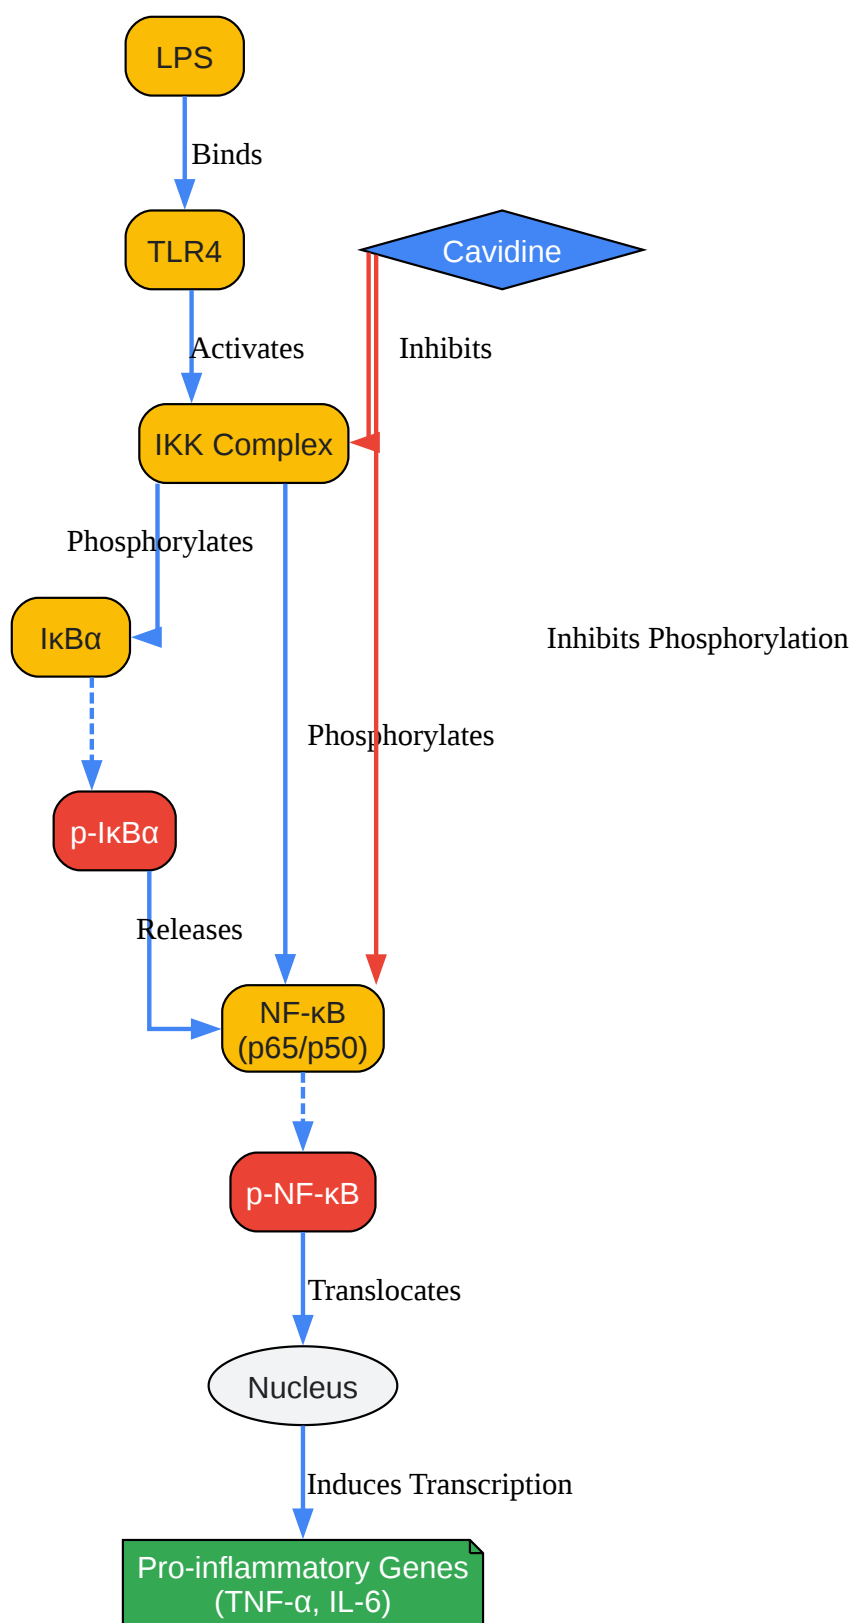 LPS
Binds
TLR4
Cavidine
Activates
Inhibits
IKK Complex
Phosphorylates
IκBα
Inhibits Phosphorylation
Phosphorylates
p-IκBα
Releases
NF-κB
(p65/p50)
p-NF-κB
Translocates
Nucleus
Induces Transcription
Pro-inflammatory Genes
(TNF-α, IL-6)